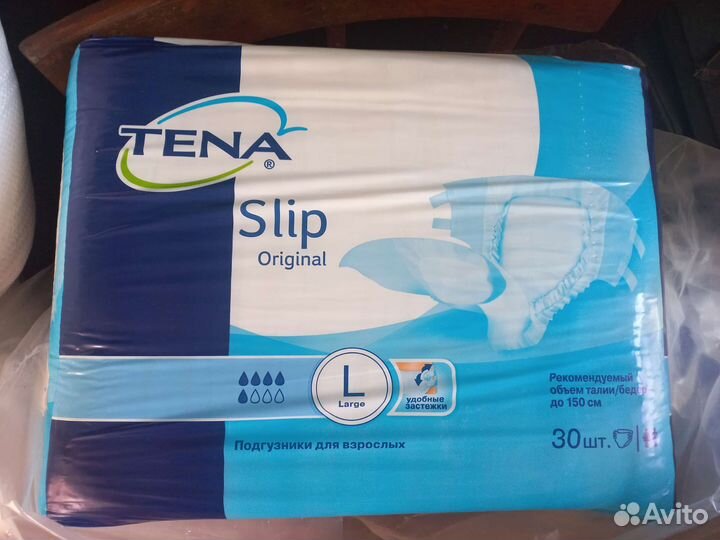 TENA®
Slip
Original
L
Large
удобные
застежки
Рекомендуемый
объем талии/бедер
до 150 см
Подгузники для взрослых
30шт.
Avito